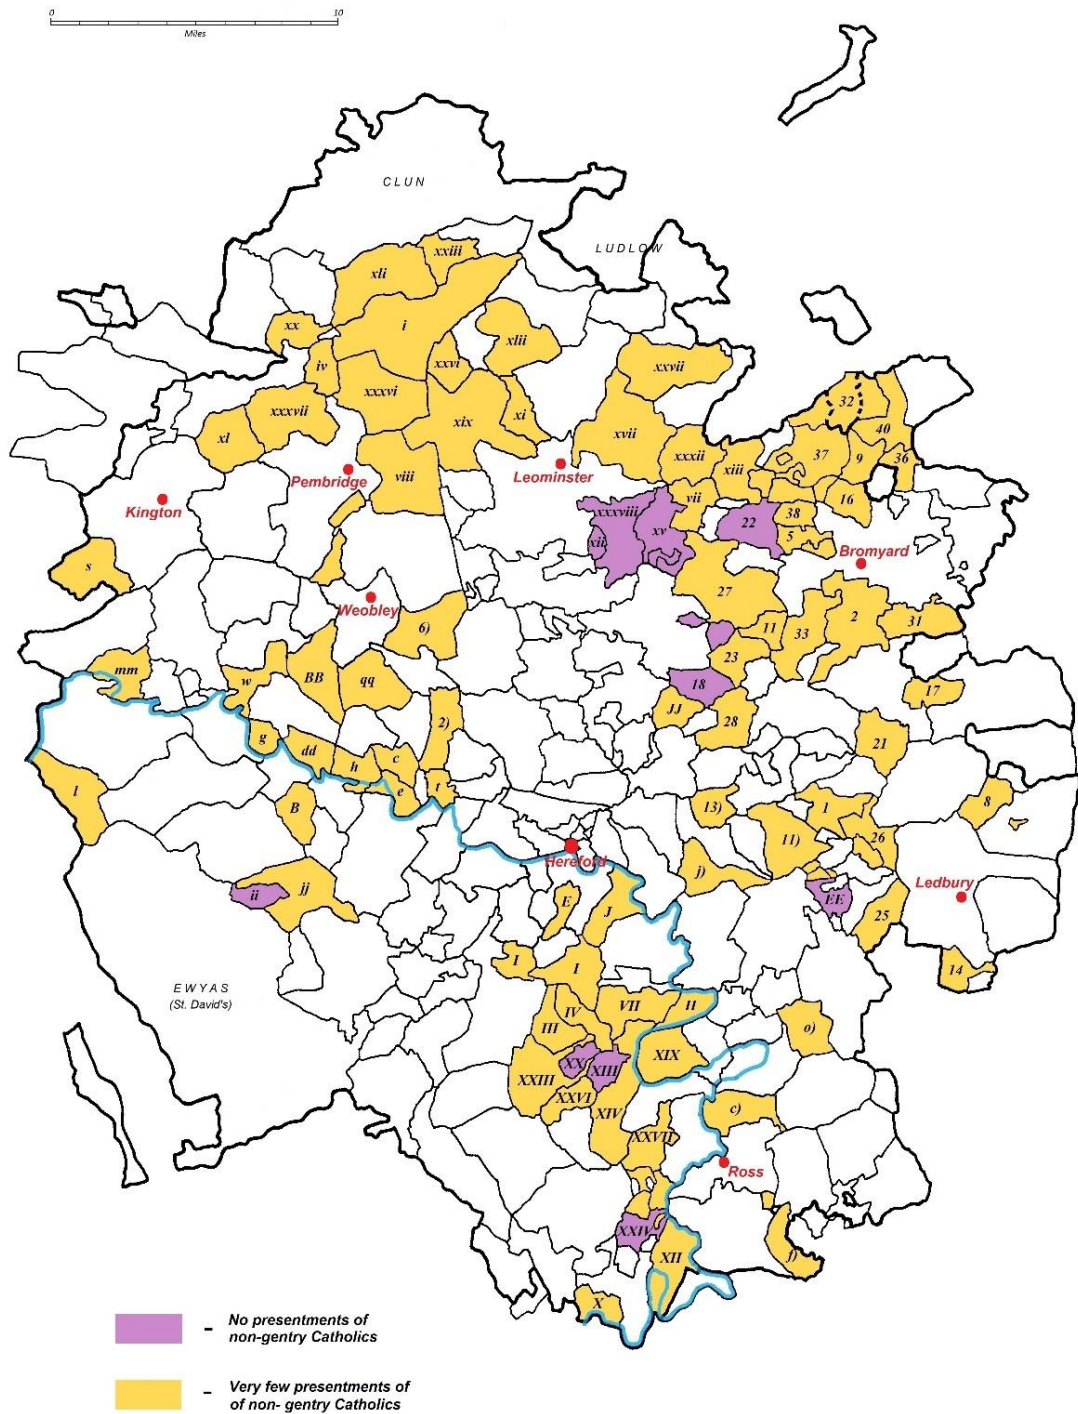 0
10
Miles
CLUN
LUDLOW
xxiii
xli
i
xx
xlii
iv
xxvi
xxvii
xxxvi
32
xxxvii
xi
40
xl
xix
xvii
xxxii
37
9
36
xiii
Pembridge
viii
Leominster
vii
16
Kington
xxxviii
xv
22
38
5
xii
Bromyard
s
27
Weobley
6)
11
33
2
31
23
mm
w
BB
qq
18
17
JJ
28
2)
g
dd
h
c
21
l
e
t
B
13)
1
8
11)
26
Hereford
j)
ii
jj
E
J
EE
Ledbury
25
I
I
14
EWYAS
(St. David's)
IV
VII
H
III
o)
XX
XIII
XIX
XXIII
XXVI
XIV
c)
XXVII
Ross
XXIV
XII
f)
X
- No presentments of
non-gentry Catholics
- Very few presentments of
of non- gentry Catholics